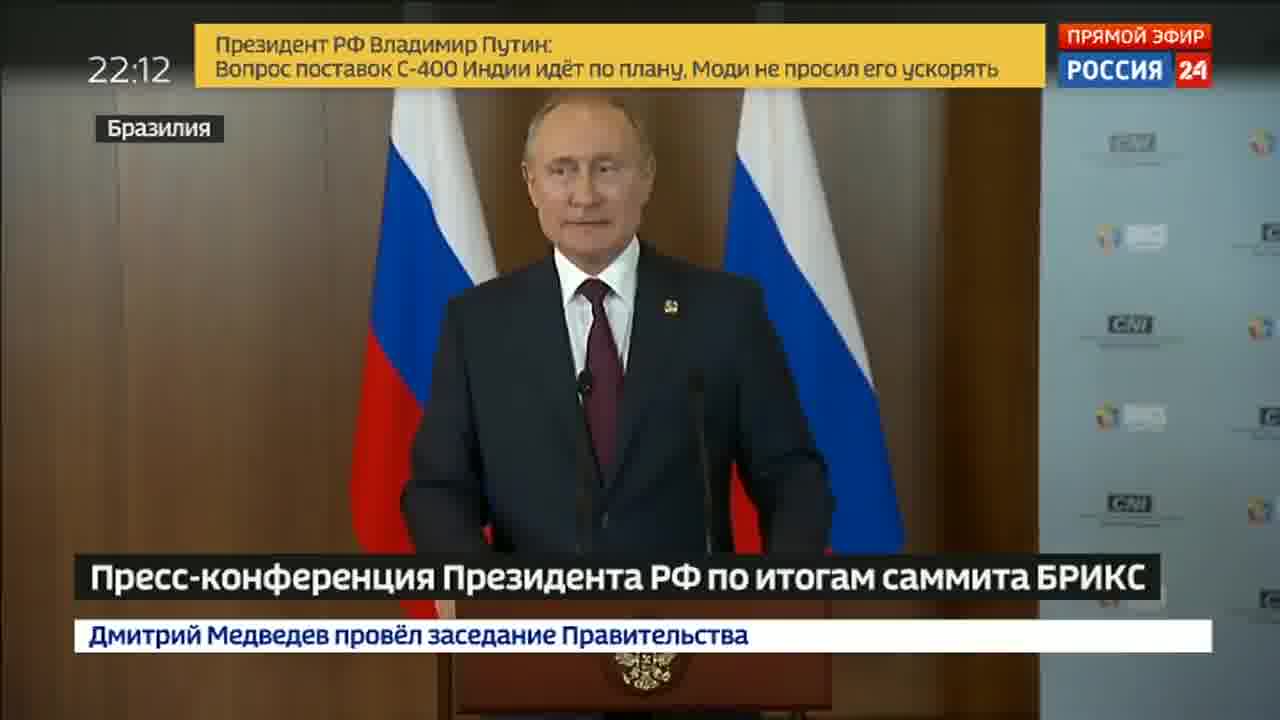 22:12
Президент РФ Владимир Путин:
Вопрос поставок С-400 Индии идёт по плану, Моди не просил его ускорять
ПРЯМОЙ ЭФИР
РОССИЯ 24
Бразилия
CNI
CNI
CNI
Пресс-конференция Президента РФ по итогам саммита БРИКС
Дмитрий Медведев провёл заседание Правительства